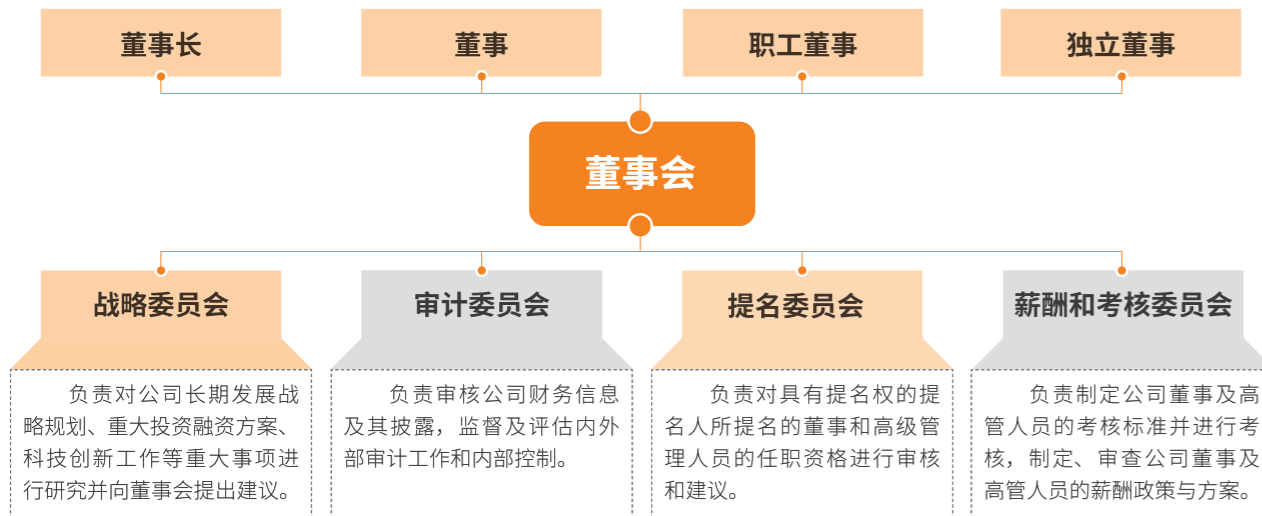 董事长
董事
职工董事
独立董事
董事会
战略委员会
审计委员会
提名委员会
薪酬和考核委员会
负责对公司长期发展战
略规划、重大投资融资方案、
科技创新工作等重大事项进
行研究并向董事会提出建议。
负责审核公司财务信息
及其披露，监督及评估内外
部审计工作和内部控制。
负责对具有提名权的提
名人所提名的董事和高级管
理人员的任职资格进行审核
和建议。
负责制定公司董事及高
管人员的考核标准并进行考
核，制定、审查公司董事及
高管人员的薪酬政策与方案。